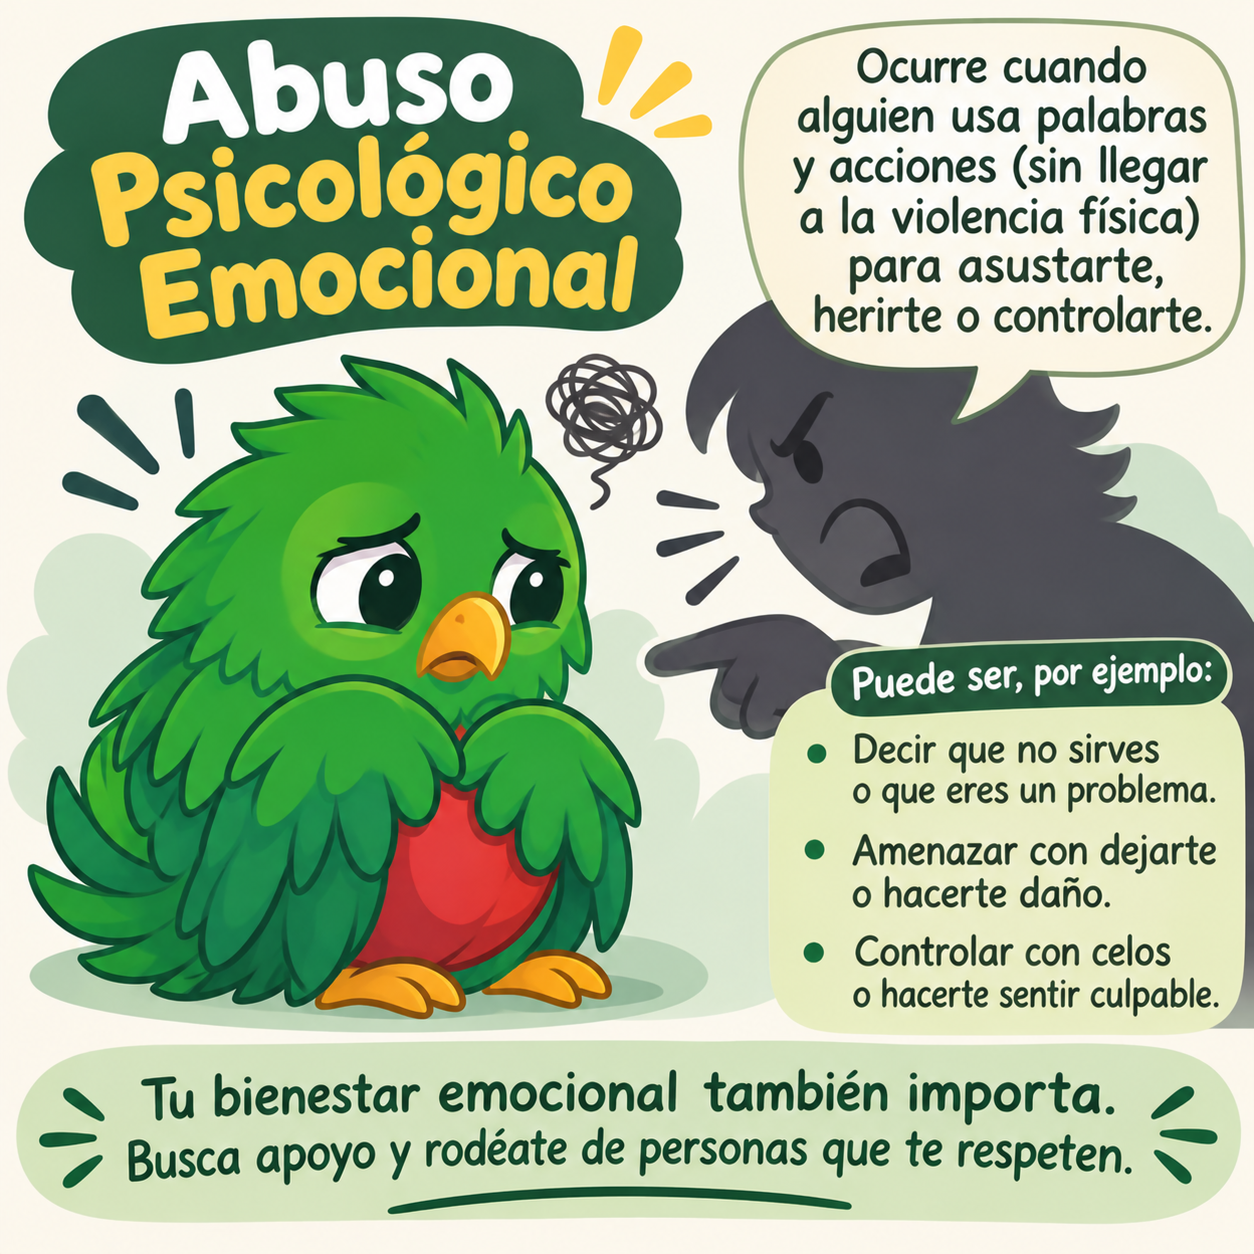 Abuso
Psicológico
Emocional
Ocurre cuando
alguien usa palabras
y acciones (sin llegar
a la violencia física)
para asustarte,
herirte o controlarte.
Puede ser, por ejemplo:
• Decir que no sirves
o que eres un problema.
• Amenazar con dejarte
o hacerte daño.
• Controlar con celos
o hacerte sentir culpable.
Tu bienestar emocional también importa.
Busca apoyo y rodéate de personas que te respeten.